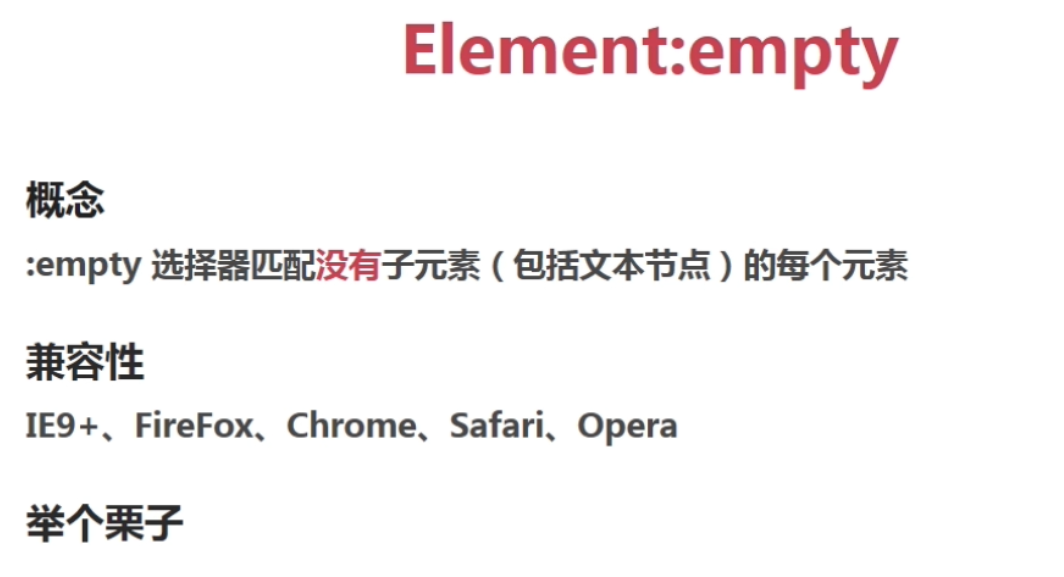 Element:empty
概念
:empty 选择器匹配没有子元素（包括文本节点）的每个元素
兼容性
IE9+、FireFox、Chrome、Safari、Opera
举个栗子